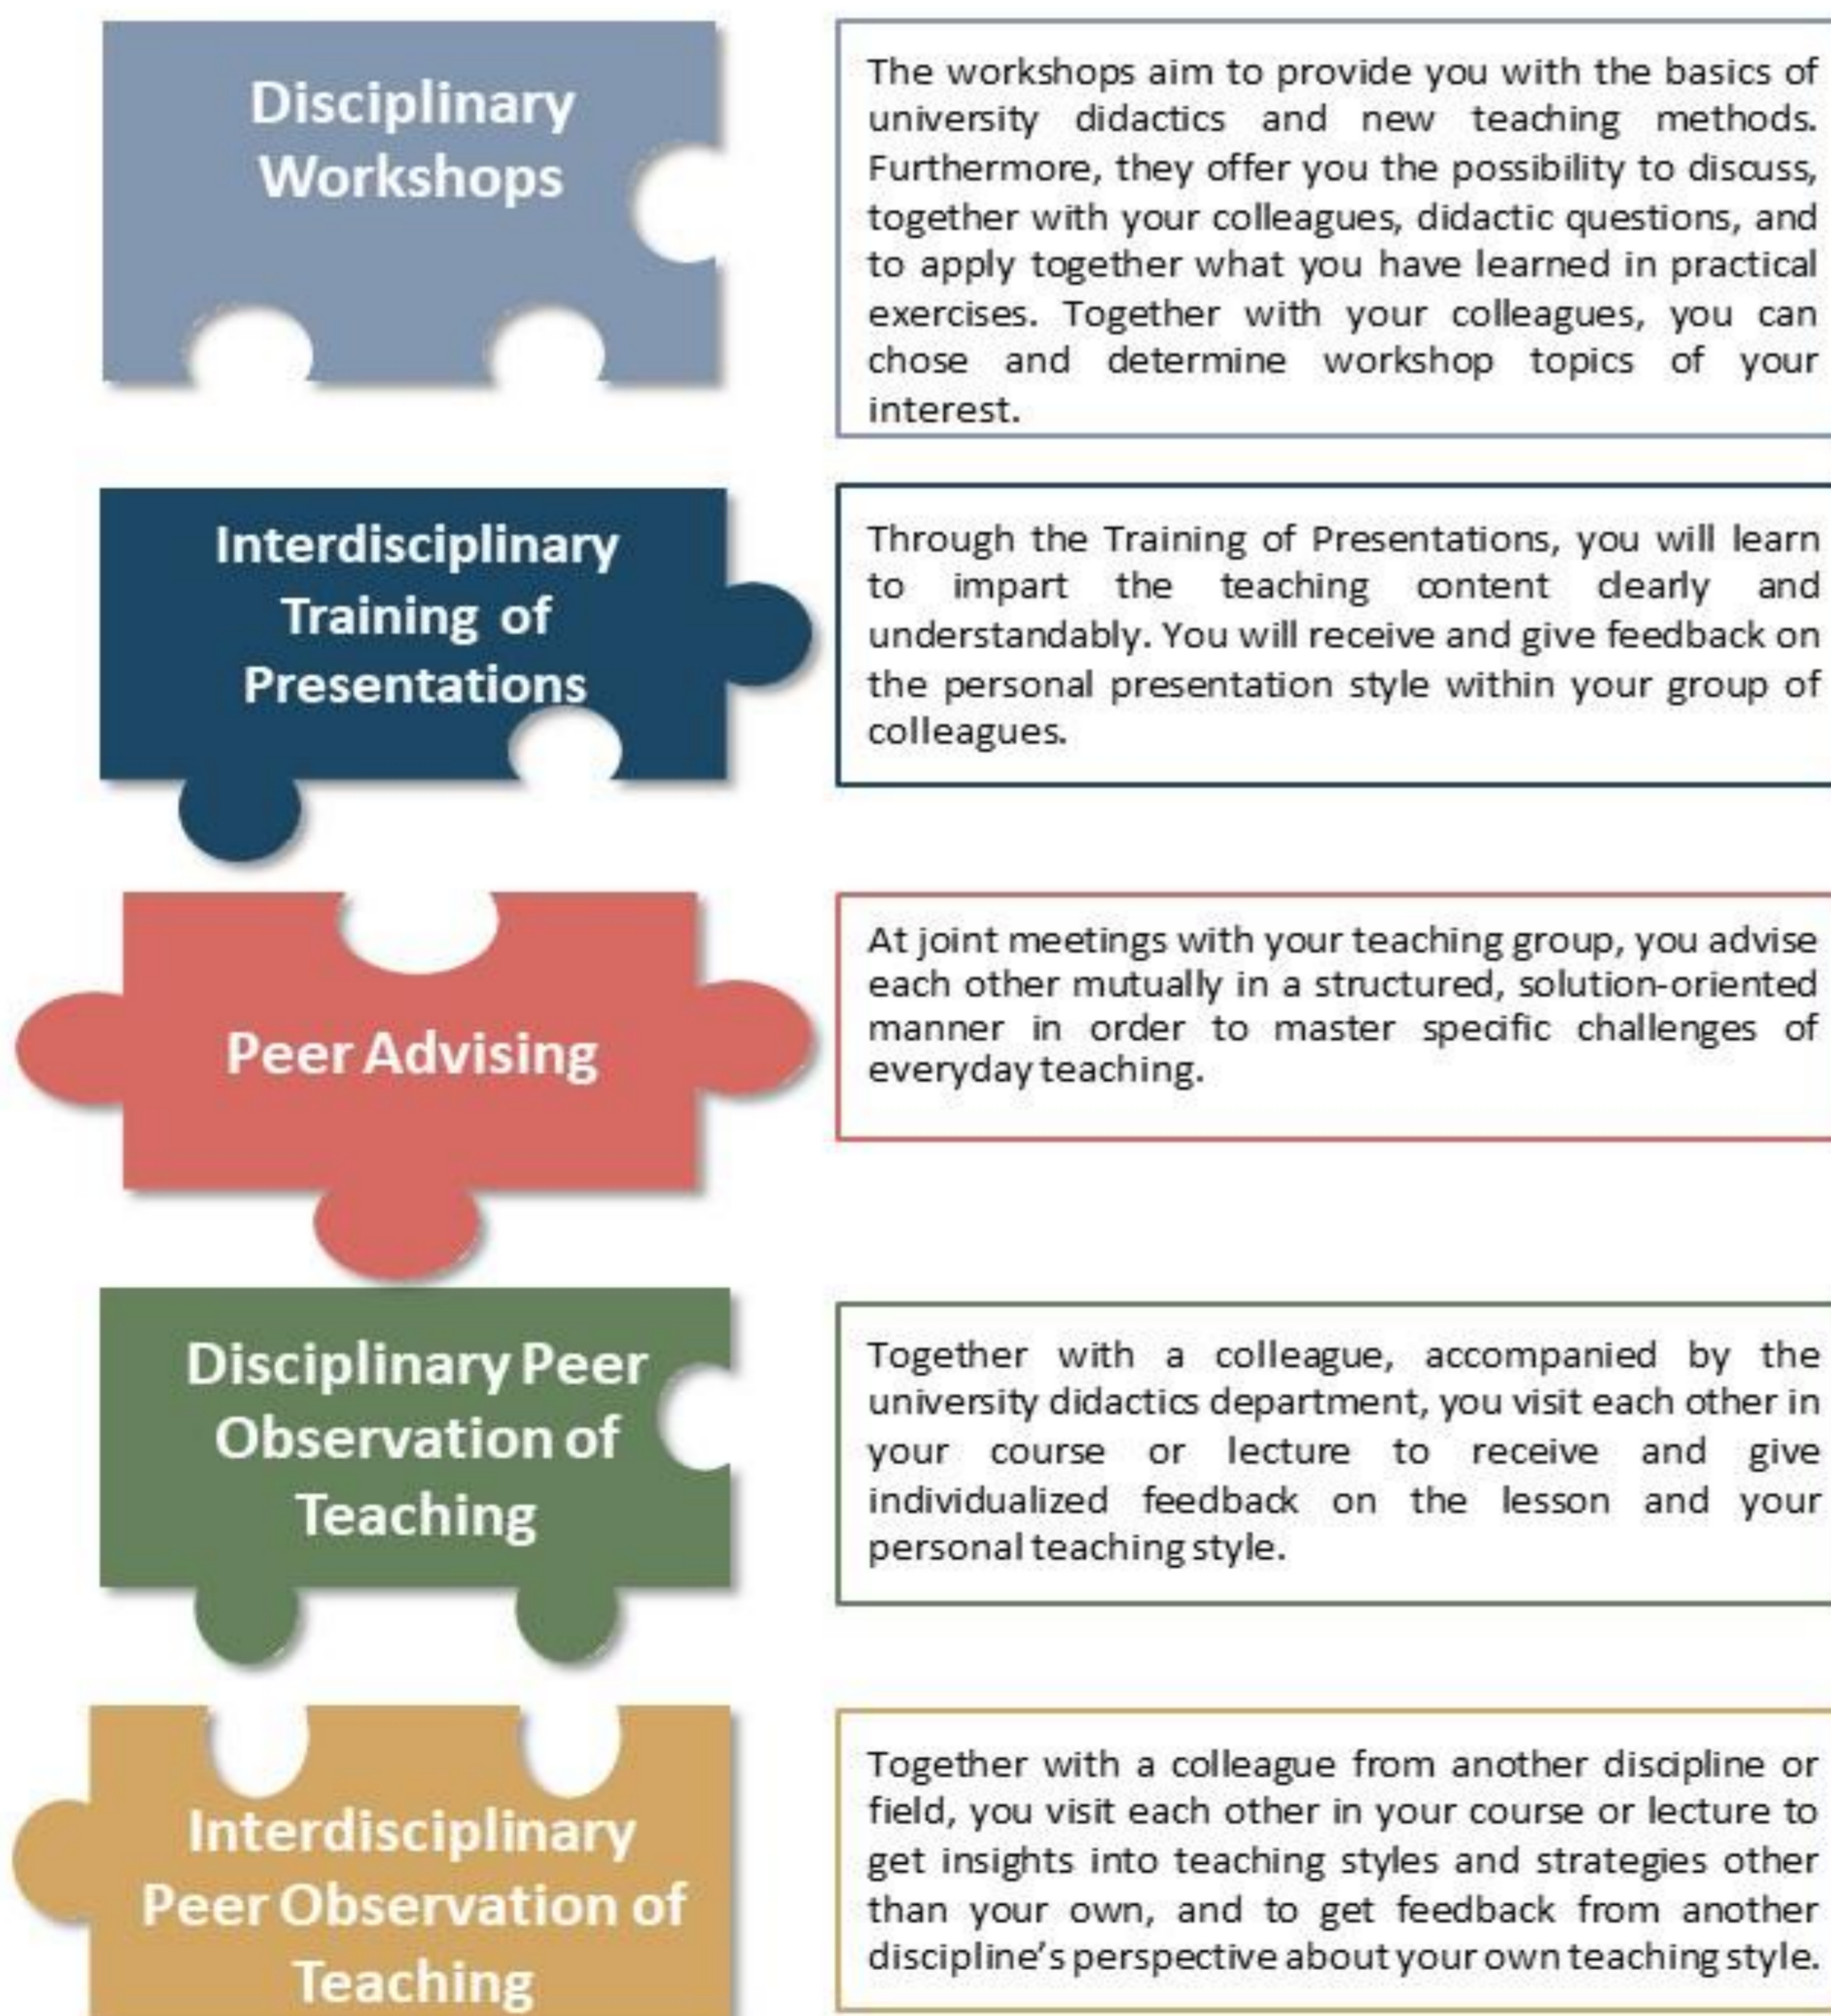 Disciplinary
Workshops
The workshops aim to provide you with the basics of
university didactics and new teaching methods.
Furthermore, they offer you the possibility to discuss,
together with your colleagues, didactic questions, and
to apply together what you have learned in practical
exercises. Together with your colleagues, you can
chose and determine workshop topics of your
interest.
Interdisciplinary
Training of
Presentations
Through the Training of Presentations, you will learn
to impart the teaching content clearly and
understandably. You will receive and give feedback on
the personal presentation style within your group of
colleagues.
Peer Advising
At joint meetings with your teaching group, you advise
each other mutually in a structured, solution-oriented
manner in order to master specific challenges of
everyday teaching.
Disciplinary Peer
Observation of
Teaching
Together with a colleague, accompanied by the
university didactics department, you visit each other in
your course or lecture to receive and give
individualized feedback on the lesson and your
personal teaching style.
Interdisciplinary
Peer Observation of
Teaching
Together with a colleague from another discipline or
field, you visit each other in your course or lecture to
get insights into teaching styles and strategies other
than your own, and to get feedback from another
discipline's perspective about your own teaching style.